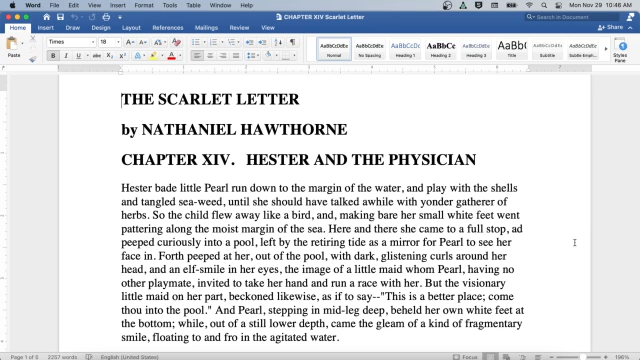 Word File Edit View Insert Format Tools Table Window Help
Mon Nov 29 10:46 AM
CHAPTER XIV Scarlet Letter
Search in Document
Home Insert Draw Design Layout References Mailings Review View
Share
Paste
Times 18
AaBbCcDdEe AaBbCcDdEe AaBbCcDc AaBbCc AaBbCcDd AaBbC AaBbCcDdEe AaBbCcDdEe
Normal No Spacing Heading 1 Heading 2 Heading 3 Title Subtitle Subtle Emph...
Styles
Pane
THE SCARLET LETTER
by NATHANIEL HAWTHORNE
CHAPTER XIV. HESTER AND THE PHYSICIAN
Hester bade little Pearl run down to the margin of the water, and play with the shells
and tangled sea-weed, until she should have talked awhile with yonder gatherer of
herbs. So the child flew away like a bird, and, making bare her small white feet went
pattering along the moist margin of the sea. Here and there she came to a full stop, ad
peeped curiously into a pool, left by the retiring tide as a mirror for Pearl to see her
face in. Forth peeped at her, out of the pool, with dark, glistening curls around her
head, and an elf-smile in her eyes, the image of a little maid whom Pearl, having no
other playmate, invited to take her hand and run a race with her. But the visionary
little maid on her part, beckoned likewise, as if to say--"This is a better place; come
thou into the pool." And Pearl, stepping in mid-leg deep, beheld her own white feet at
the bottom; while, out of a still lower depth, came the gleam of a kind of fragmentary
smile, floating to and fro in the agitated water.
Page 1 of 5 2257 words English (United States)
Focus
196%